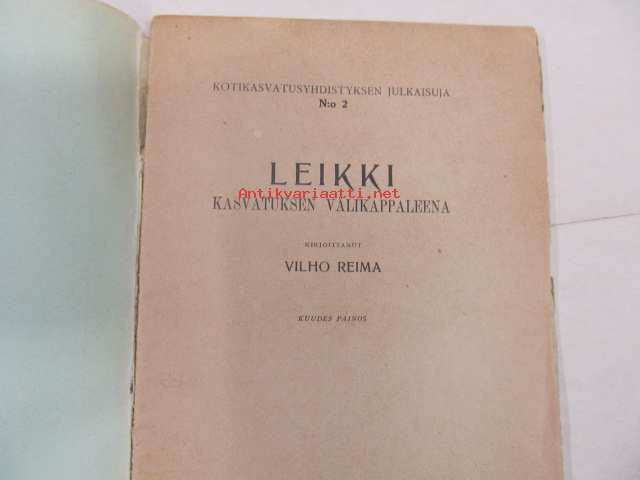 KOTIKASVATUSYHDISTYKSEN JULKAISUJA
N:o 2
LEIKKI
Antikvariaatti.net
KASVATUKSEN VÄLIKAPPALEENA
KIRJOITTANUT
VILHO REIMA
KUUDES PAINOS